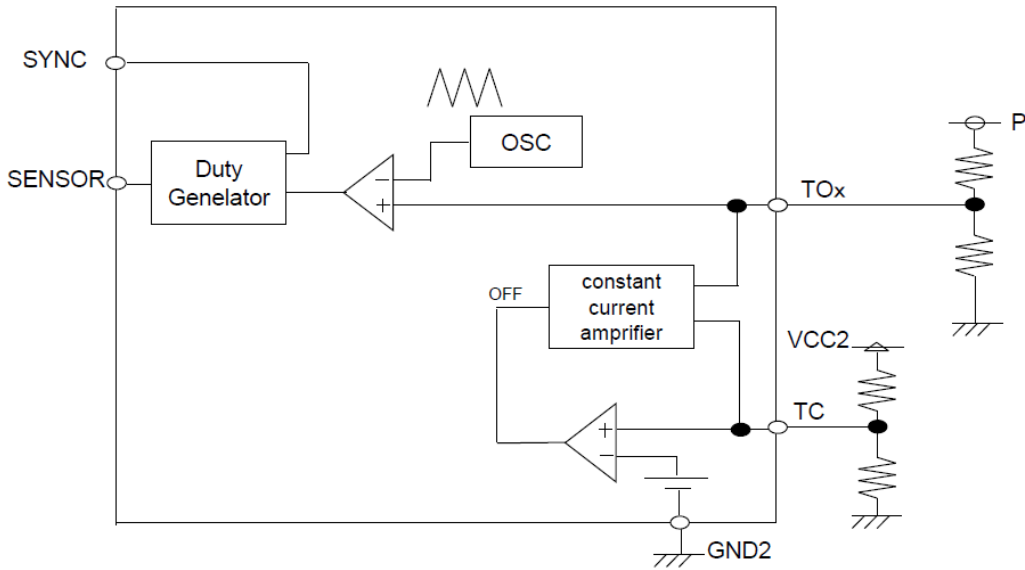 SYNC
OSC
P
SENSOR
Duty
Genelator
−
+
TOx
constant
current
amprifier
OFF
VCC2
TC
+
−
GND2